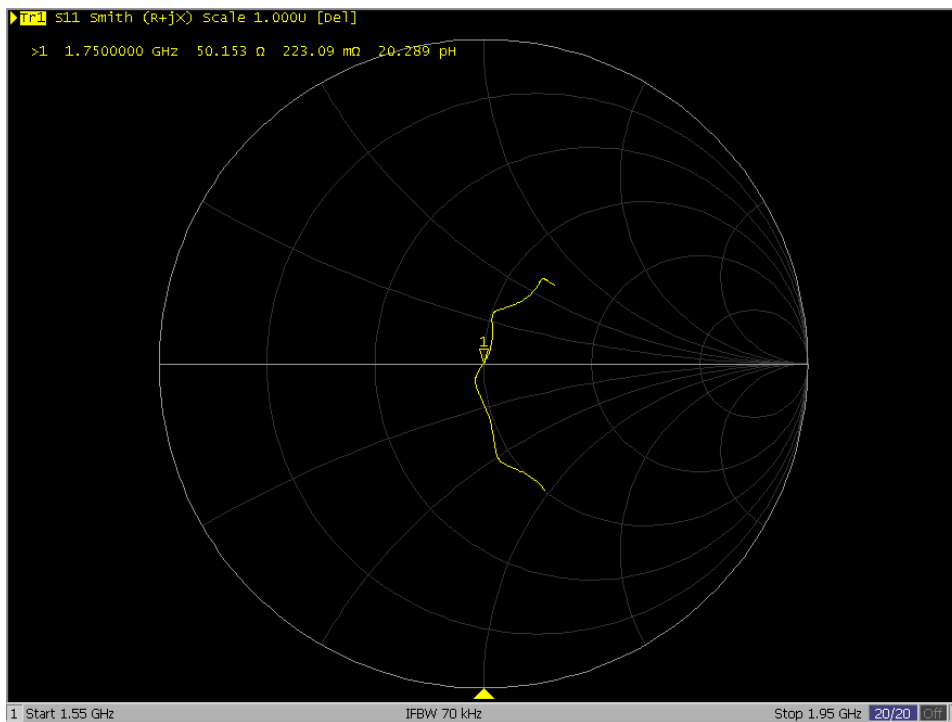 Tr1 S11 Smith (R+jX) Scale 1.000U [Del]
>1 1.7500000 GHz 50.153 Ω 223.09 mΩ 20.289 pH
1
1 Start 1.55 GHz IFBW 70 kHz Stop 1.95 GHz 20/20 Off